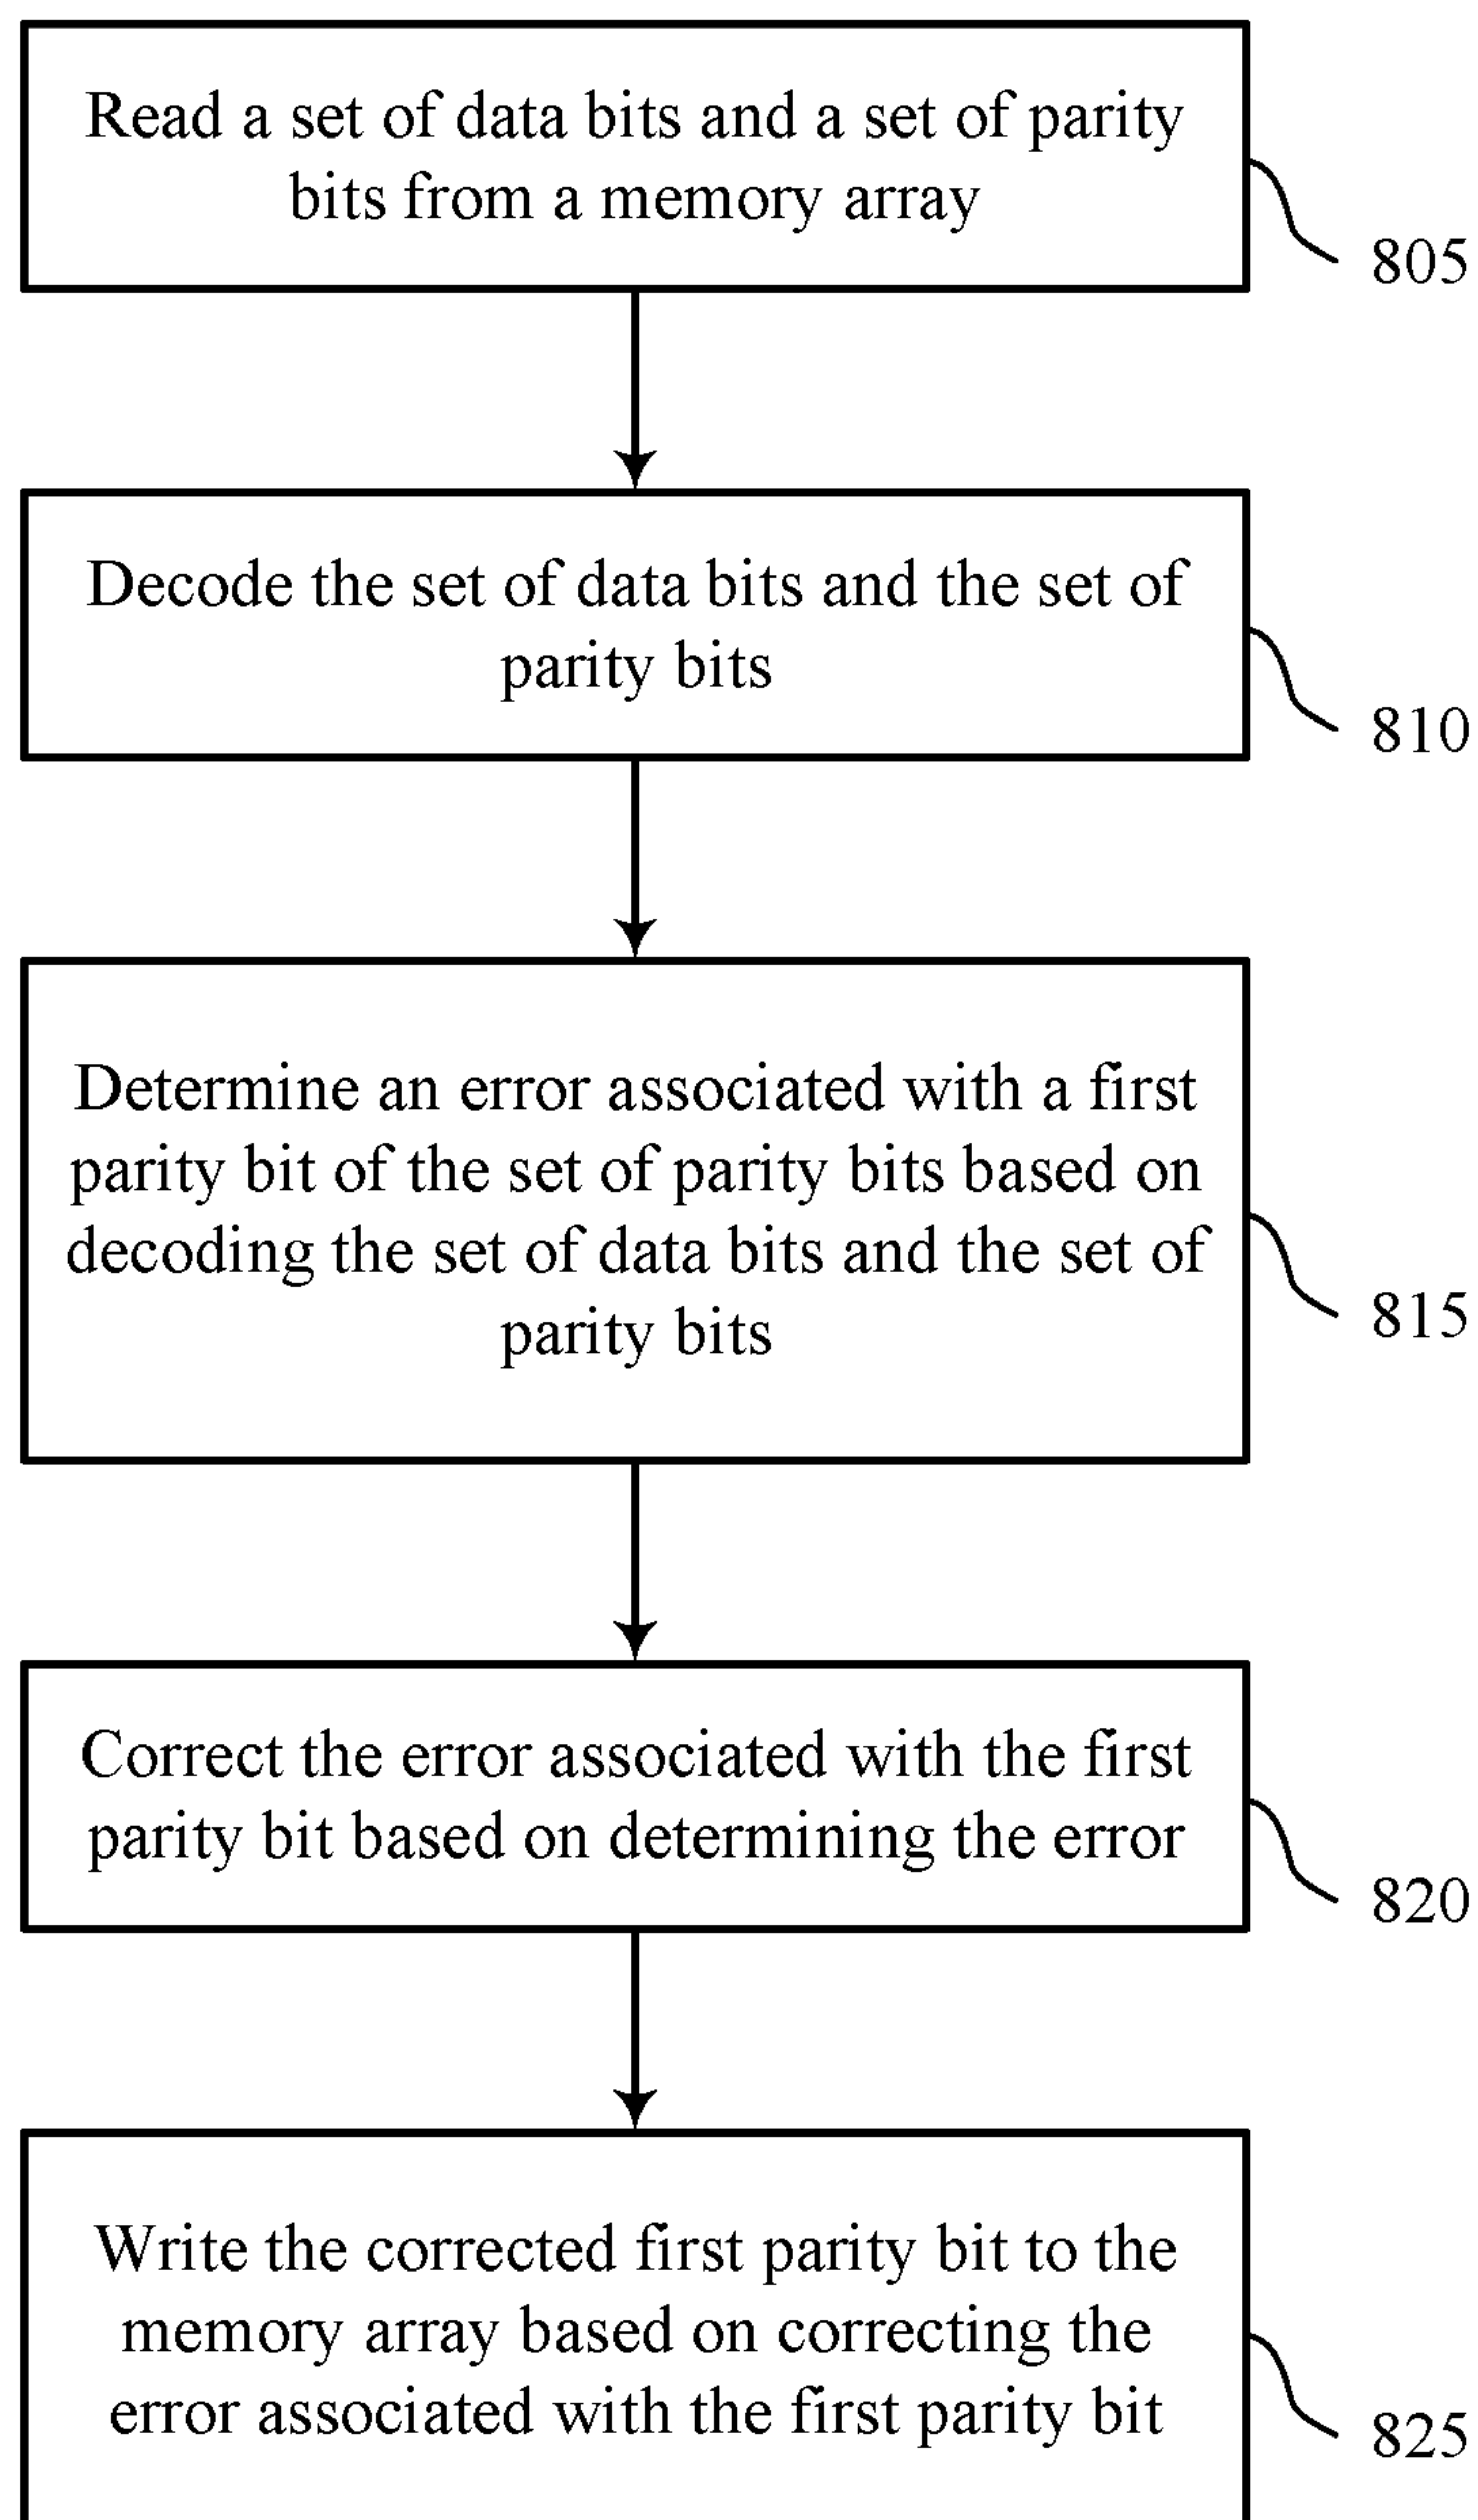 Read a set of data bits and a set of parity
bits from a memory array
805
Decode the set of data bits and the set of
parity bits
810
Determine an error associated with a first
parity bit of the set of parity bits based on
decoding the set of data bits and the set of
parity bits
815
Correct the error associated with the first
parity bit based on determining the error
820
Write the corrected first parity bit to the
memory array based on correcting the
error associated with the first parity bit
825